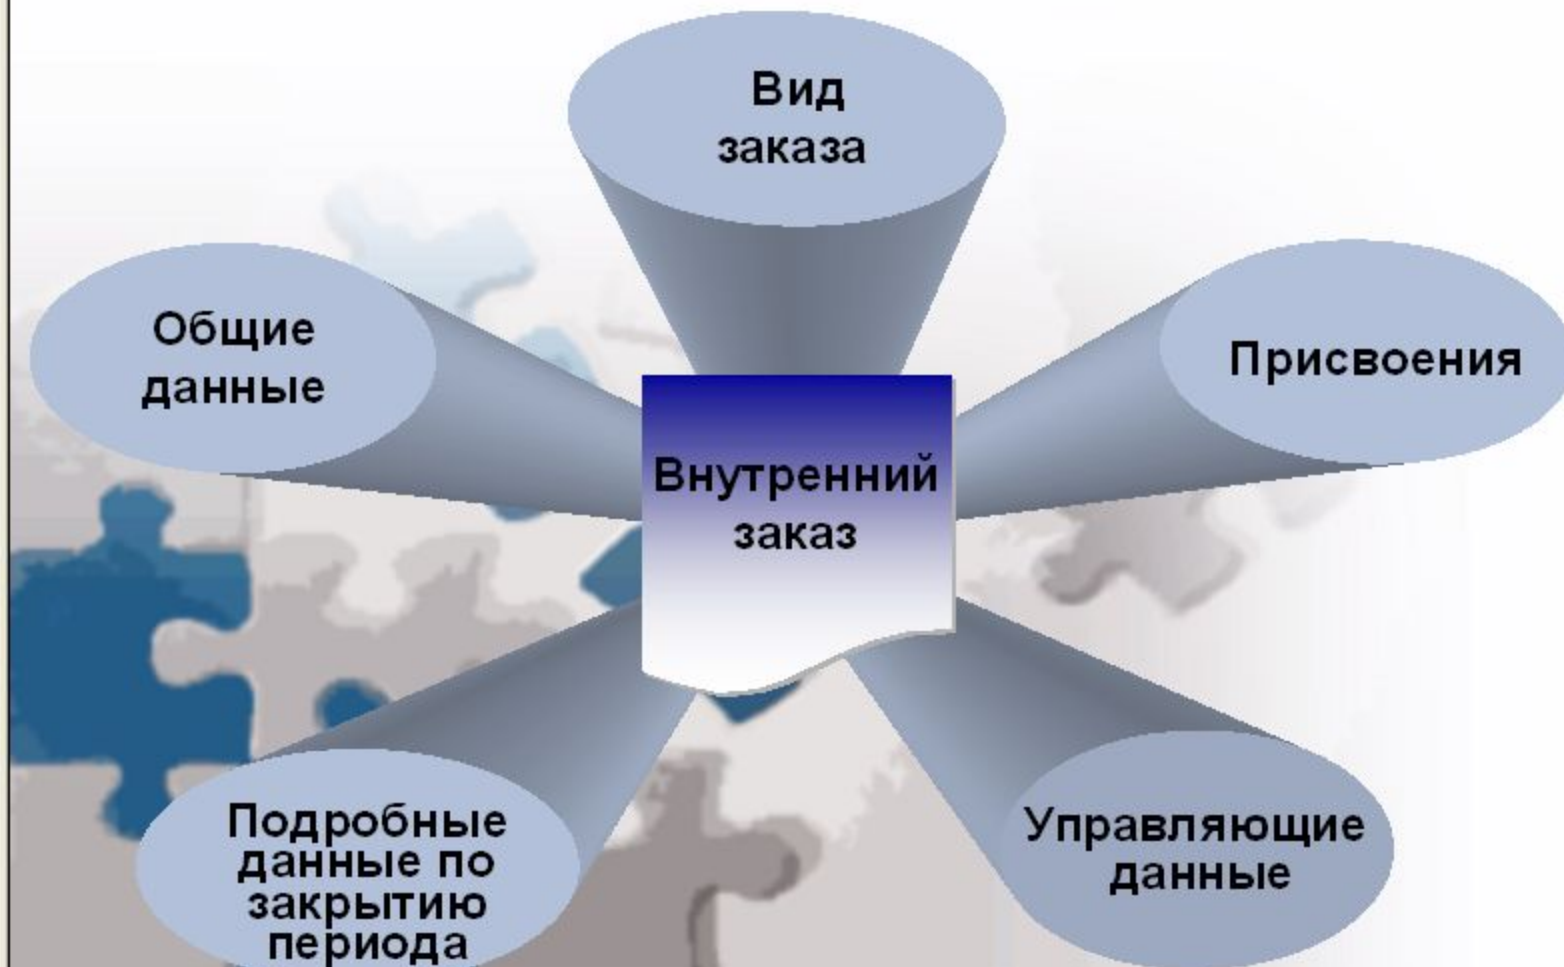 Вид
заказа
Общие
данные
Присвоения
Внутренний
заказ
Подробные
данные по
закрытию
периода
Управляющие
данные